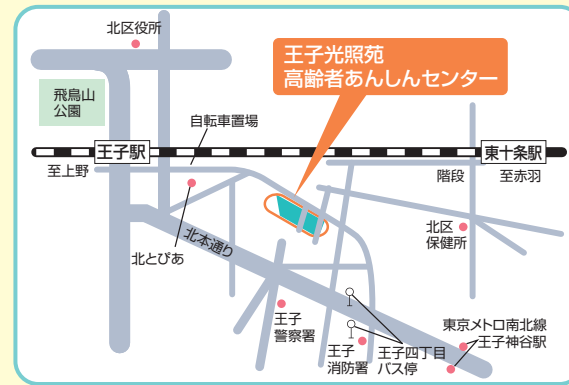 北区役所
王子光照苑
高齢者あんしんセンター
飛鳥山
公園
自転車置場
王子駅
東十条駅
至上野
階段
至赤羽
北とぴあ
北本通り
北区
保健所
王子
警察署
王子
消防署
王子四丁目
バス停
東京メトロ南北線
王子神谷駅